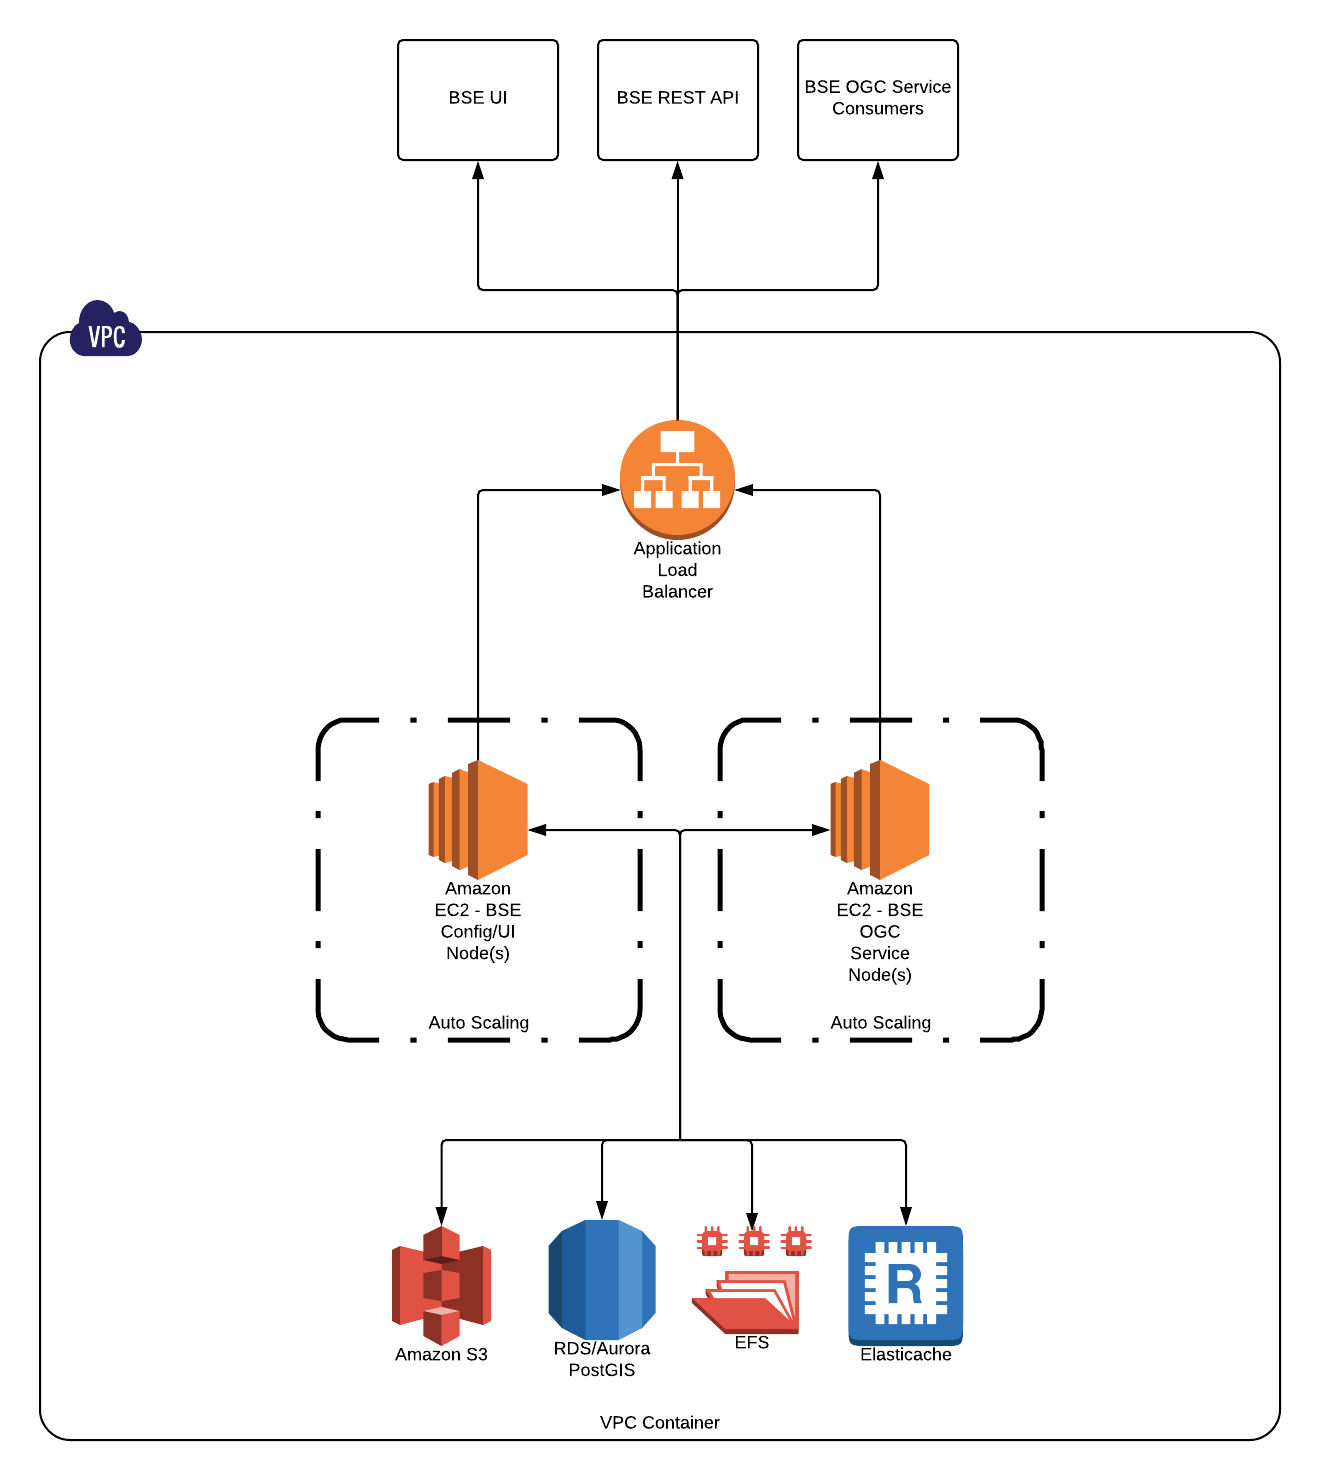 BSE UI
BSE REST API
BSE OGC Service
Consumers
VPC
Application
Load
Balancer
Amazon
EC2 - BSE
Config/UI
Node(s)
Auto Scaling
Amazon
EC2 - BSE
OGC
Service
Node(s)
Auto Scaling
Amazon S3
RDS/Aurora
PostGIS
EFS
R
Elasticache
VPC Container